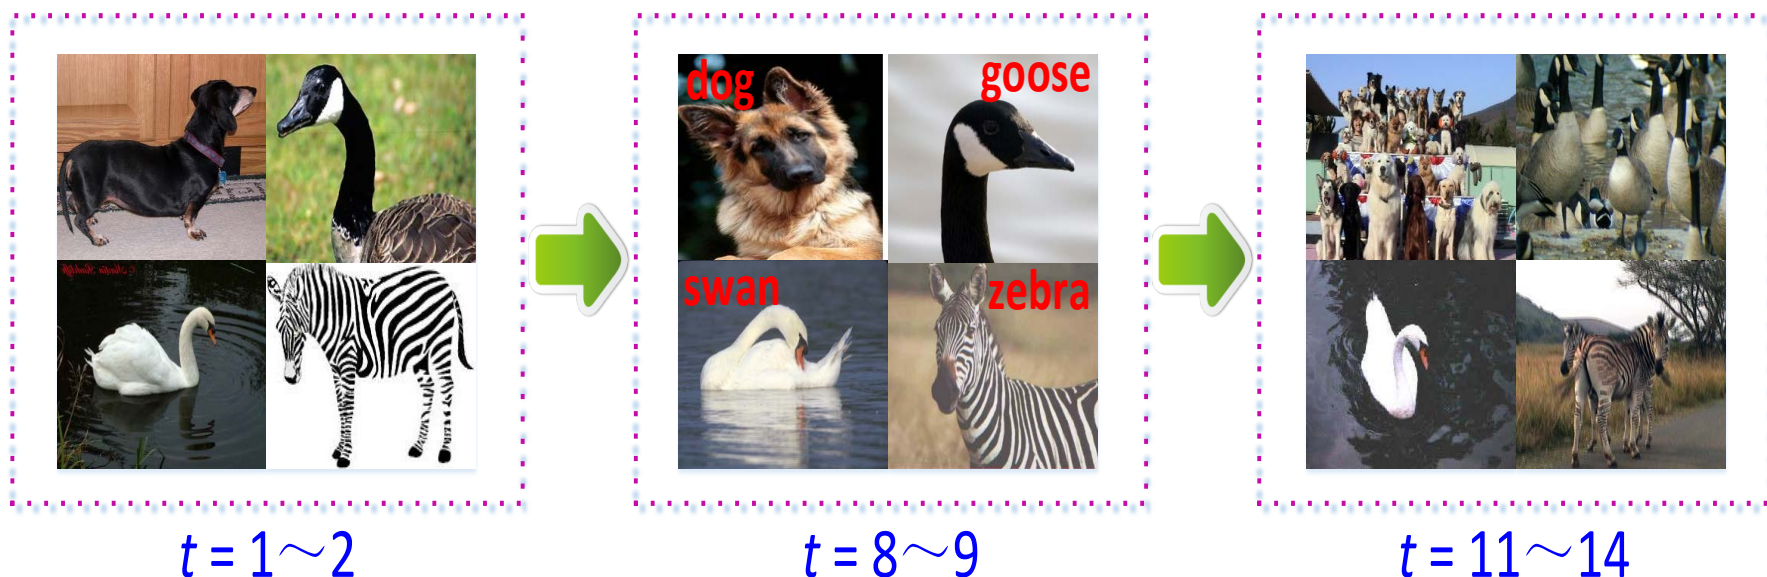 dog
goose
swan
zebra
t = 1～2
t = 8～9
t = 11～14